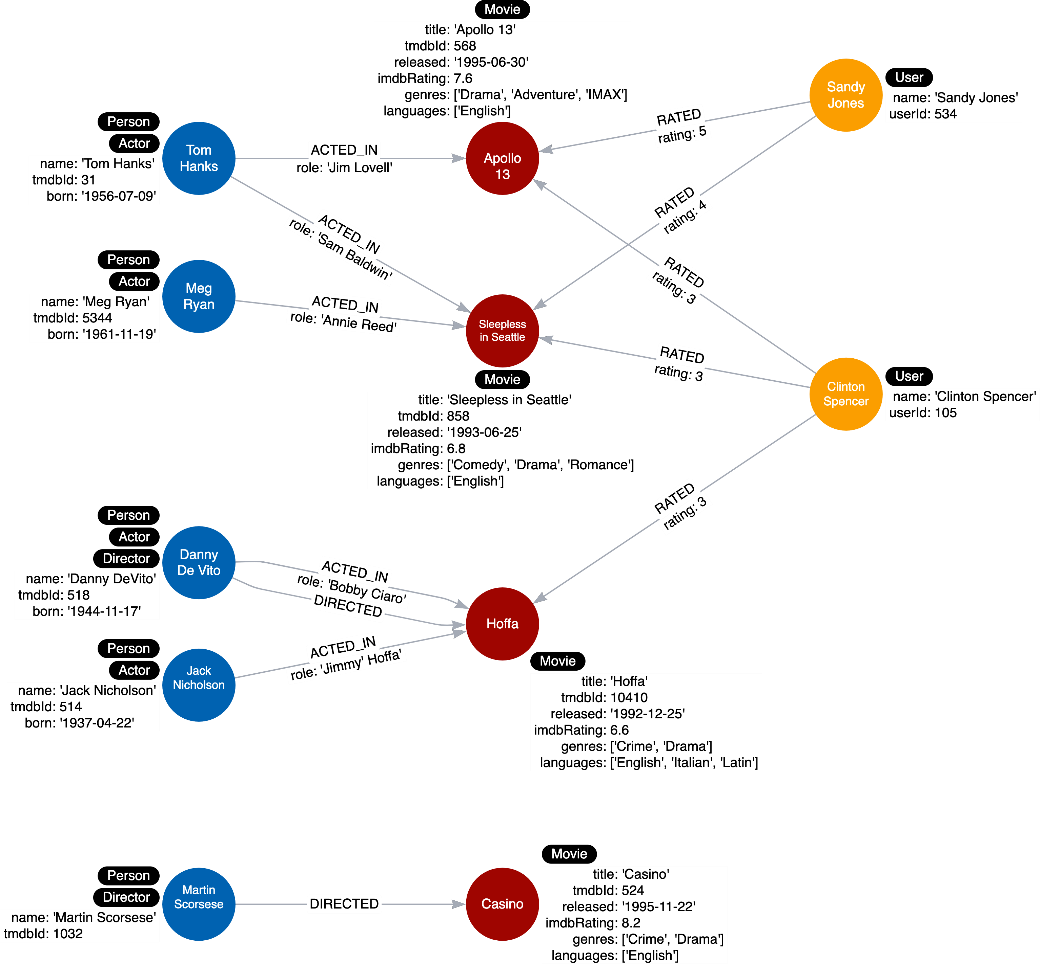 Movie
title: 'Apollo 13'
tmdbId: 568
released: '1995-06-30'
imdbRating: 7.6
genres: ['Drama', 'Adventure', 'IMAX']
languages: ['English']
Apollo
13
Person
Actor
name: 'Tom Hanks'
tmdbId: 31
born: '1956-07-09'
Tom
Hanks
ACTED_IN
role: 'Jim Lovell'
ACTED_IN
role: 'Sam Baldwin'
Sandy
Jones
User
name: 'Sandy Jones'
userId: 534
RATED
rating: 5
RATED
rating: 4
Person
Actor
name: 'Meg Ryan'
tmdbId: 5344
born: '1961-11-19'
Meg
Ryan
ACTED_IN
role: 'Annie Reed'
Sleepless
in Seattle
Movie
title: 'Sleepless in Seattle'
tmdbId: 858
released: '1993-06-25'
imdbRating: 6.8
genres: ['Comedy', 'Drama', 'Romance']
languages: ['English']
RATED
rating: 3
RATED
rating: 3
Clinton
Spencer
User
name: 'Clinton Spencer'
userId: 105
RATED
rating: 3
Person
Actor
Director
name: 'Danny DeVito'
tmdbId: 518
born: '1944-11-17'
Danny
De Vito
ACTED_IN
role: 'Bobby Ciaro'
DIRECTED
Hoffa
Person
Actor
name: 'Jack Nicholson'
tmdbId: 514
born: '1937-04-22'
Jack
Nicholson
ACTED_IN
role: 'Jimmy' Hoffa'
Movie
title: 'Hoffa'
tmdbId: 10410
released: '1992-12-25'
imdbRating: 6.6
genres: ['Crime', 'Drama']
languages: ['English', 'Italian', 'Latin']
Person
Director
name: 'Martin Scorsese'
tmdbId: 1032
Martin
Scorsese
DIRECTED
Casino
Movie
title: 'Casino'
tmdbId: 524
released: '1995-11-22'
imdbRating: 8.2
genres: ['Crime', 'Drama']
languages: ['English']